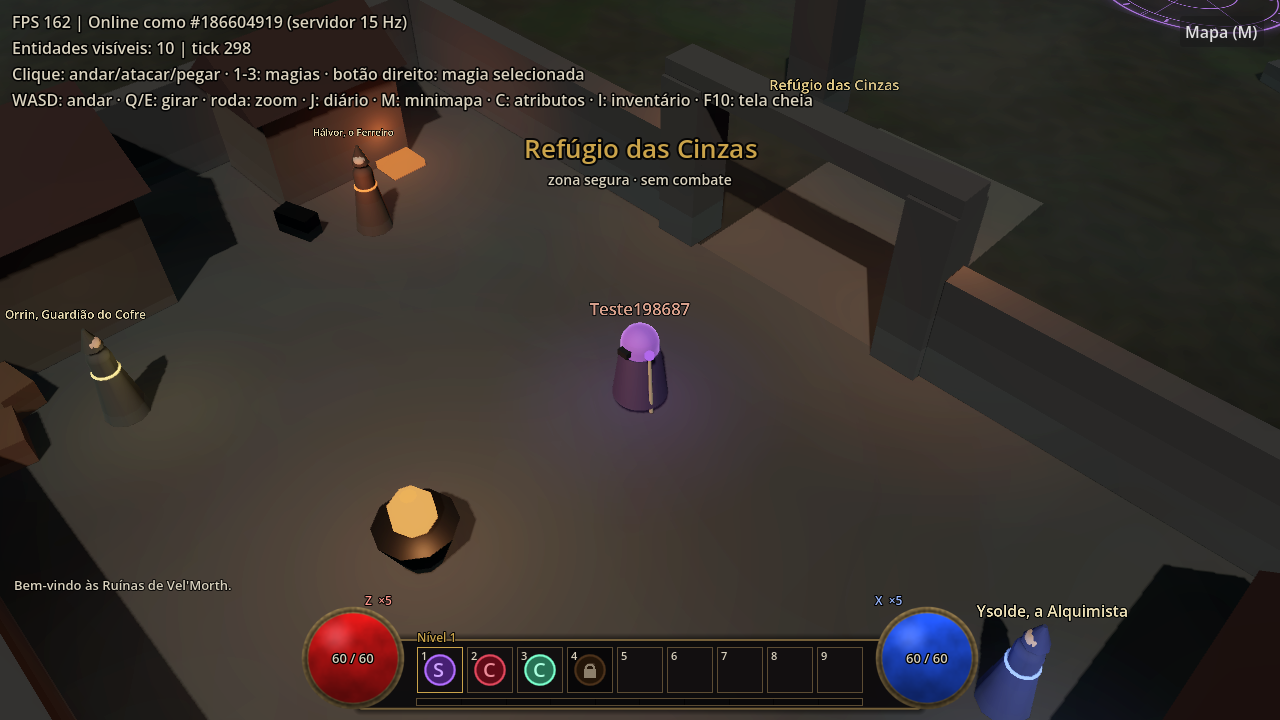 FPS 162 | Online como #186604919 (servidor 15 Hz)
Entidades visíveis: 10 | tick 298
Clique: andar/atacar/pegar · 1-3: magias · botão direito: magia selecionada
WASD: andar · Q/E: girar · roda: zoom · J: diário · M: minimapa · C: atributos · I: inventário · F10: tela cheia
Mapa (M)
Refúgio das Cinzas
Hálvor, o Ferreiro
Refúgio das Cinzas
zona segura · sem combate
Teste198687
Orrin, Guardião do Cofre
Bem-vindo às Ruínas de Vel'Morth.
Z ×5
X ×5
Ysolde, a Alquimista
Nível 1
60 / 60
1 2 3 4 5 6 7 8 9
S C C
60 / 60